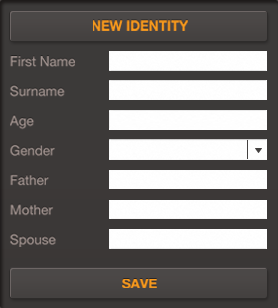 NEW IDENTITY
First Name
Surname
Age
Gender
Father
Mother
Spouse
SAVE